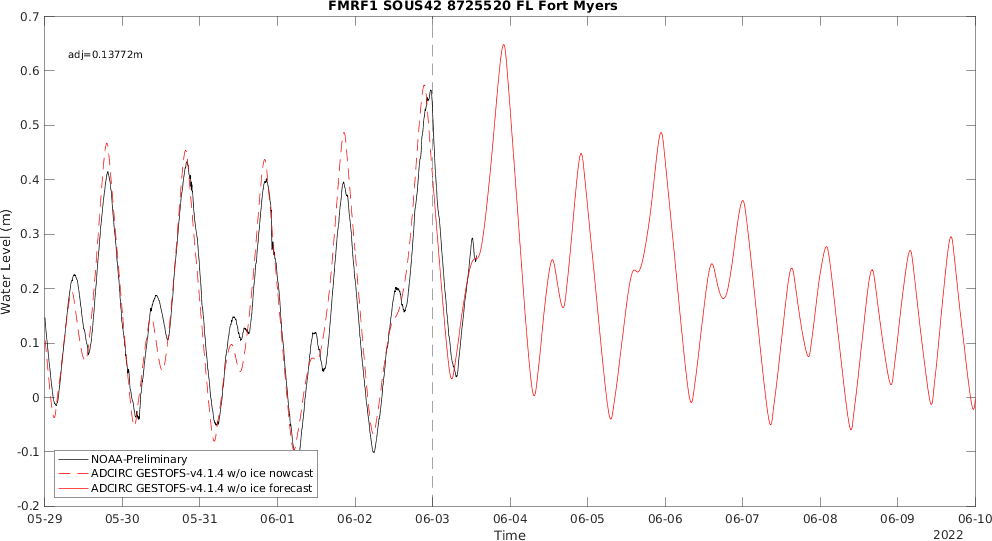 FMRF1 SOUS42 8725520 FL Fort Myers
adj=0.13772m
0.7
0.6
0.5
0.4
0.3
0.2
0.1
0
-0.1
-0.2
Water Level (m)
NOAA-Preliminary
ADCIRC GESTOFS-v4.1.4 w/o ice nowcast
ADCIRC GESTOFS-v4.1.4 w/o ice forecast
05-29 05-30 05-31 06-01 06-02 06-03 06-04 06-05 06-06 06-07 06-08 06-09 06-10
Time
2022